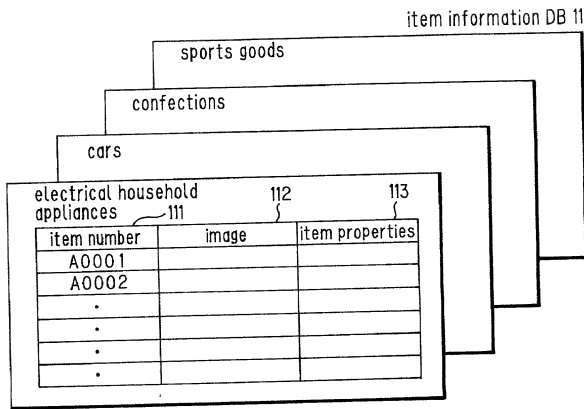 item information DB 11
sports goods
confections
cars
electrical household
appliances
111
112
113
item number
image
item properties
A0001
A0002